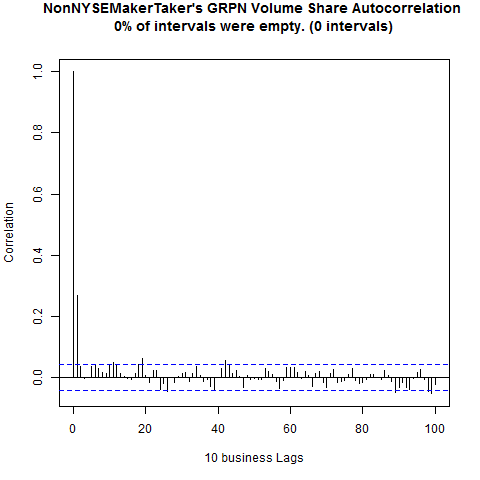 NonNYSEMakerTaker's GRPN Volume Share Autocorrelation
0% of intervals were empty. (0 intervals)
Correlation
1.0
0.8
0.6
0.4
0.2
0.0
0 20 40 60 80 100
10 business Lags